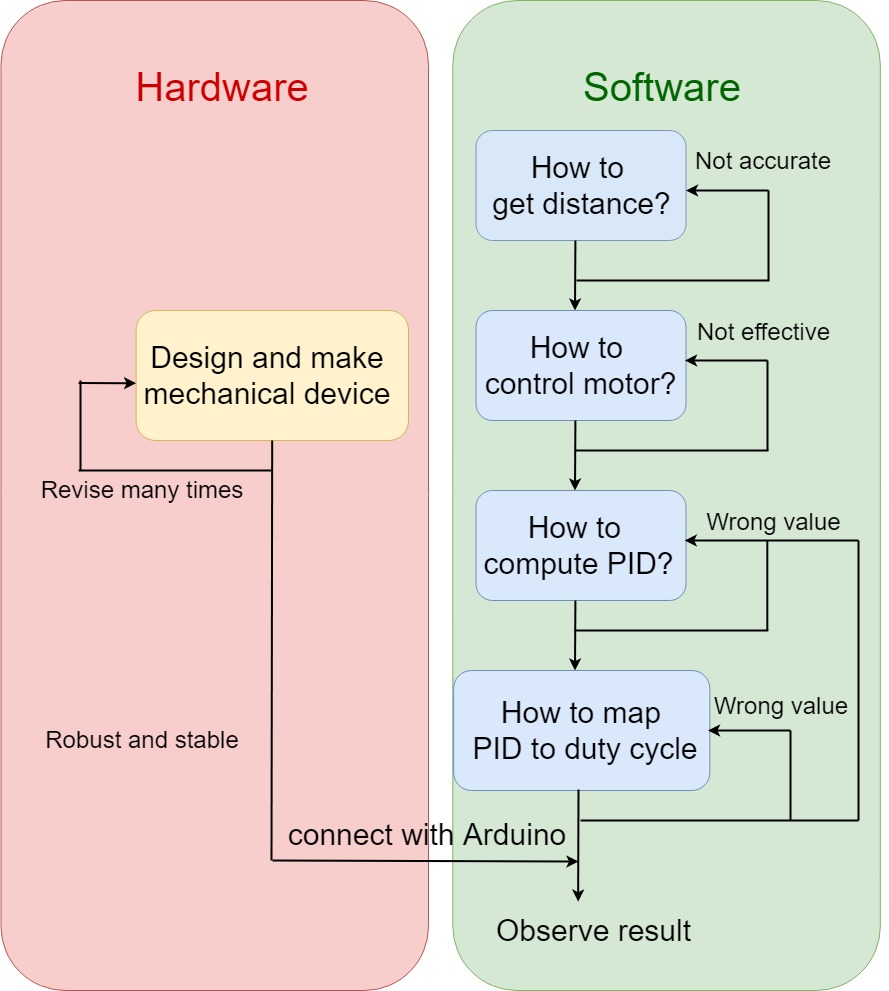 Hardware
Design and make
mechanical device
Revise many times
Robust and stable
connect with Arduino
Software
How to
get distance?
Not accurate
How to
control motor?
Not effective
How to
compute PID?
Wrong value
How to map
PID to duty cycle
Wrong value
Observe result